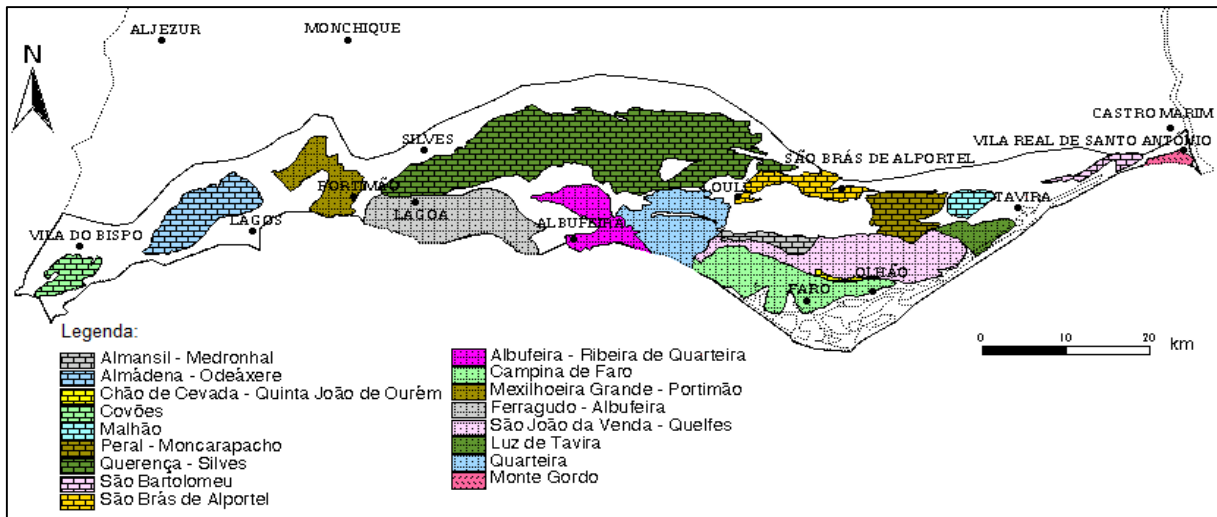 ALJEZUR
MONCHIQUE
N
CASTRO MARIM
SILVES
VILA REAL DE SANTO ANTÓNIO
SÃO BRÁS DE ALPORTEL
PORTIMÃO
LOULÉ
LAGOA
TAVIRA
LAGOS
ALBUFEIRA
VILA DO BISPO
OLHÃO
FARO
Legenda:
Almansil - Medronhal
Almádena - Odeáxere
Chão de Cevada - Quinta João de Ourém
Covões
Malhão
Peral - Moncarapacho
Querença - Silves
São Bartolomeu
São Brás de Alportel
Albufeira - Ribeira de Quarteira
Campina de Faro
Mexilhoeira Grande - Portimão
Ferragudo - Albufeira
São João da Venda - Quelfes
Luz de Tavira
Quarteira
Monte Gordo
0 10 20 km